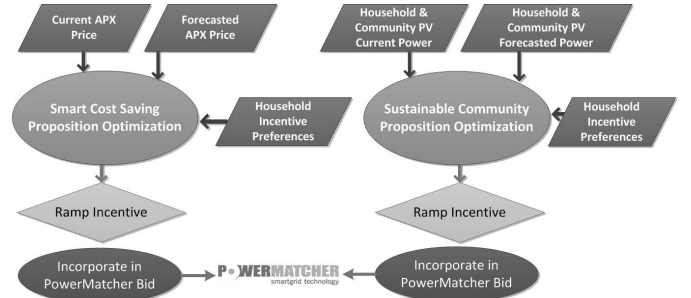 Current APX
Price
Forecasted
APX Price
Smart Cost Saving
Proposition Optimization
Household
Incentive
Preferences
Ramp Incentive
Incorporate in
PowerMatcher Bid
Household &
Community PV
Current Power
Household &
Community PV
Forecasted Power
Sustainable Community
Proposition Optimization
Household
Incentive
Preferences
Ramp Incentive
Incorporate in
PowerMatcher Bid
POWERMATCHER
smartgrid technology